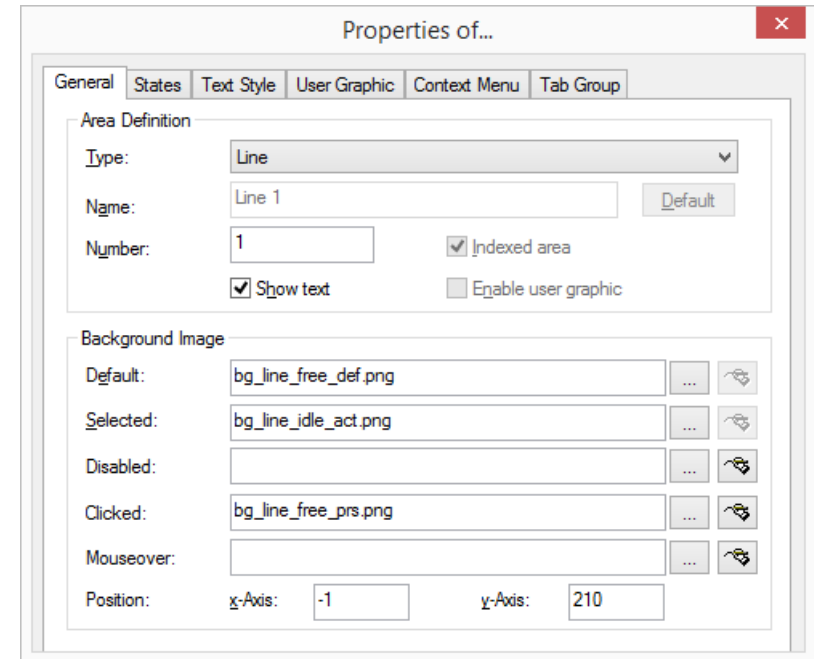 Properties of...
General States Text Style User Graphic Context Menu Tab Group
Area Definition
Type: Line
Name: Line 1 Default
Number: 1 Indexed area
Show text Enable user graphic
Background Image
Default: bg_line_free_def.png ...
Selected: bg_line_idle_act.png ...
Disabled: ...
Clicked: bg_line_free_prs.png ...
Mouseover: ...
Position: x-Axis: -1 y-Axis: 210